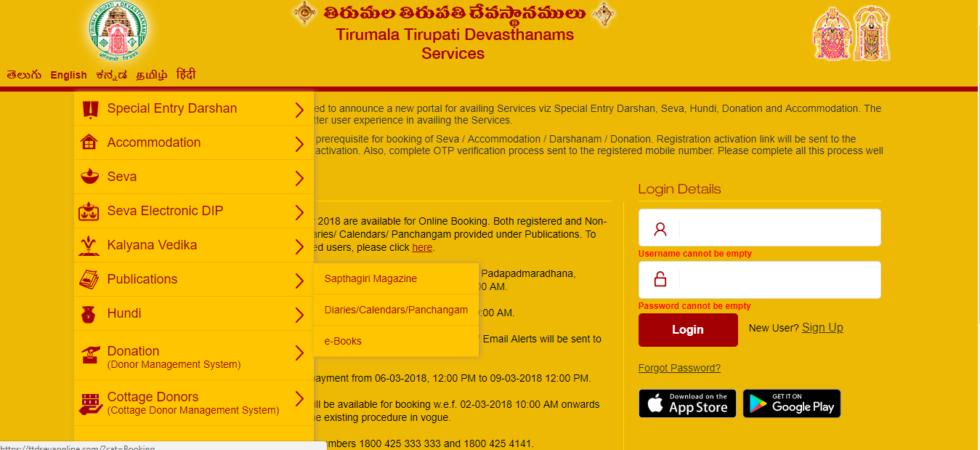 తిరుమల తిరుపతి దేవస్థానములు
Tirumala Tirupati Devasthanams
Services
తెలుగు English ಕನ್ನಡ தமிழ் हिंदी
Special Entry Darshan
Accommodation
Seva
Seva Electronic DIP
Kalyana Vedika
Publications
Hundi
Donation
(Donor Management System)
Cottage Donors
(Cottage Donor Management System)
Sapthagiri Magazine
Diaries/Calendars/Panchangam
e-Books
ed to announce a new portal for availing Services viz Special Entry Darshan, Seva, Hundi, Donation and Accommodation. The
tter user experience in availing the Services.
prerequisite for booking of Seva / Accommodation / Darshanam / Donation. Registration activation link will be sent to the
activation. Also, complete OTP verification process sent to the registered mobile number. Please complete all this process well
2018 are available for Online Booking. Both registered and Non-
aries/ Calendars/ Panchangam provided under Publications. To
ed users, please click here.
Padapadmaradhana,
00 AM.
:00 AM.
Email Alerts will be sent to
payment from 06-03-2018, 12:00 PM to 09-03-2018 12:00 PM.
ill be available for booking w.e.f. 02-03-2018 10:00 AM onwards
e existing procedure in vogue.
mbers 1800 425 333 333 and 1800 425 4141.
Login Details
Username cannot be empty
Password cannot be empty
Login
New User? Sign Up
Forgot Password?
Download on the
App Store
GET IT ON
Google Play